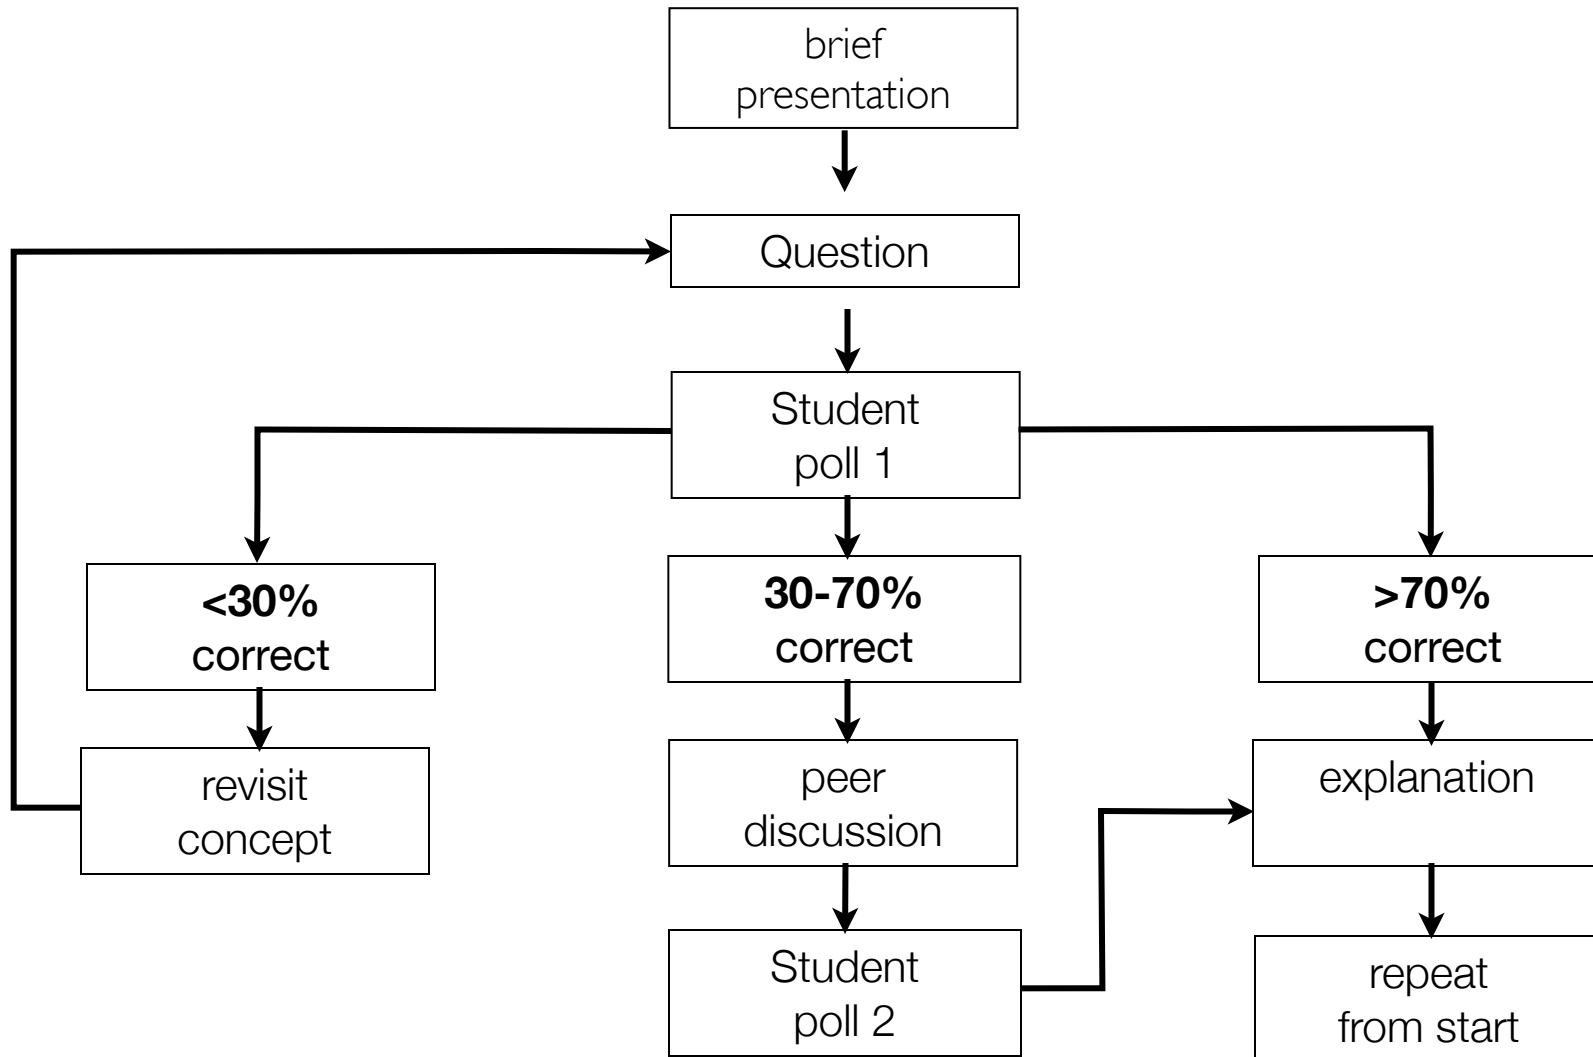 brief
presentation
Question
Student
poll 1
<30%
correct
30-70%
correct
>70%
correct
revisit
concept
peer
discussion
explanation
Student
poll 2
repeat
from start